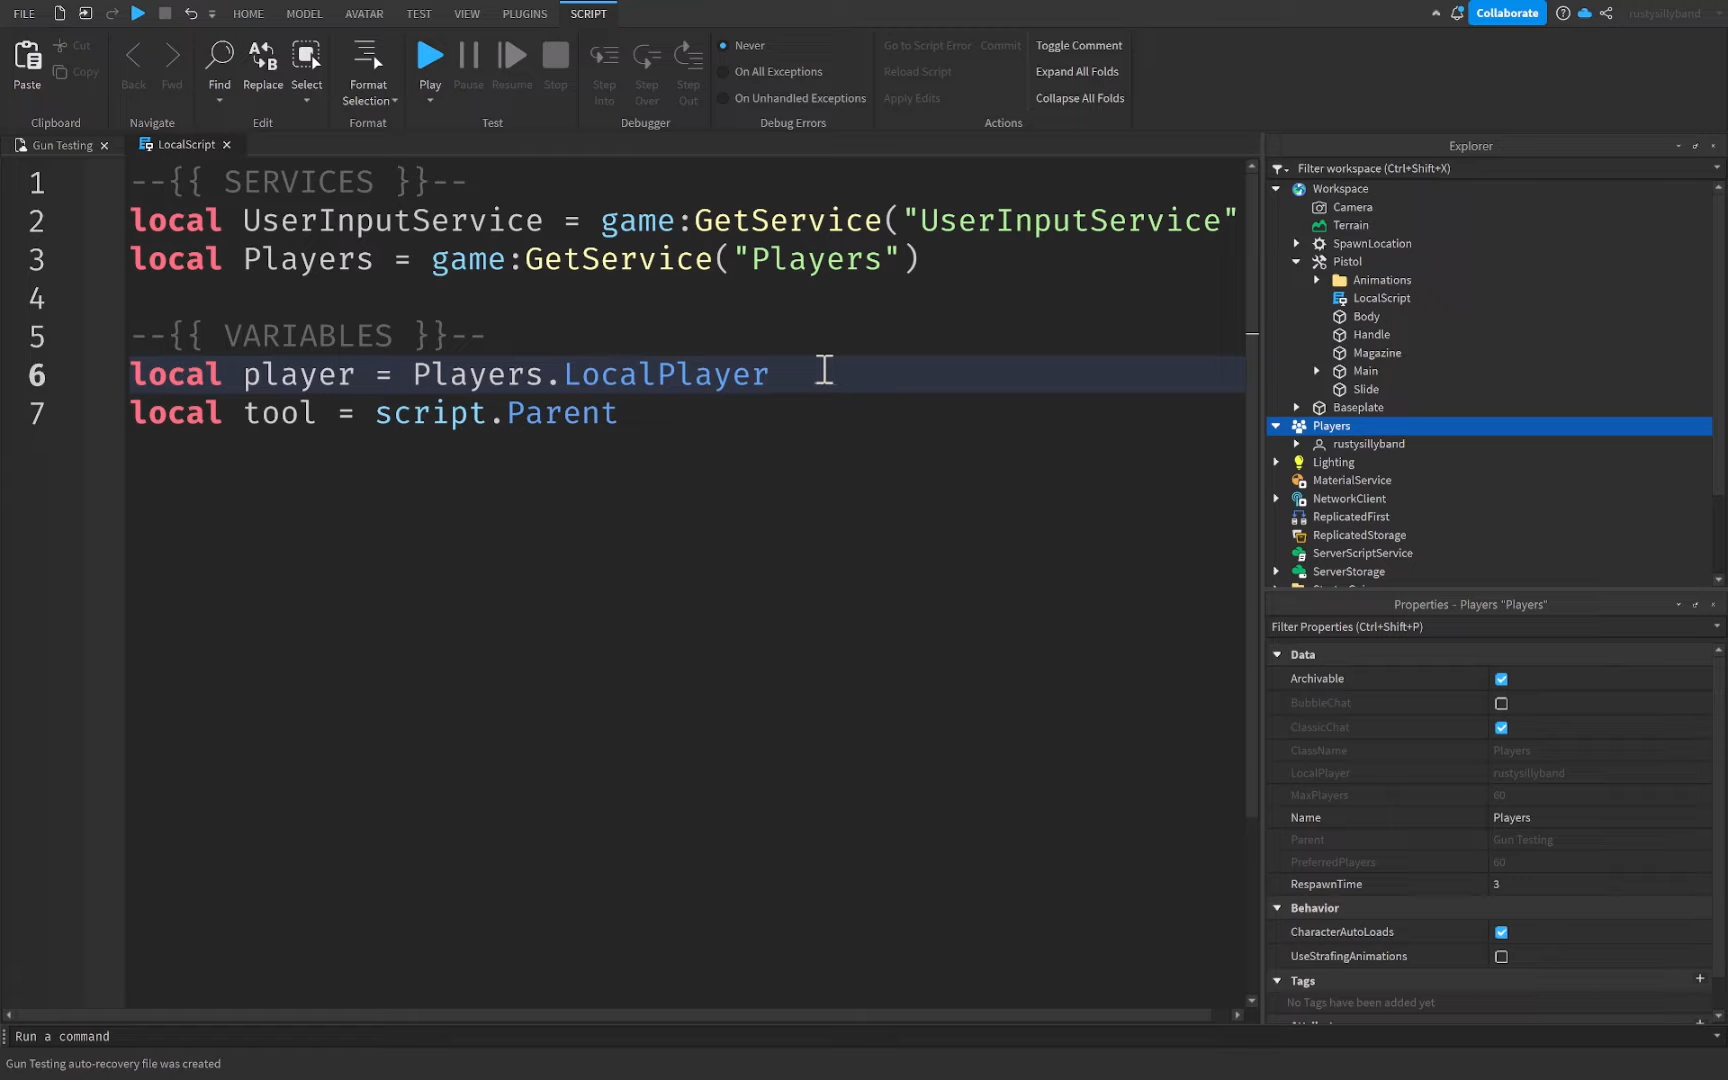 FILE HOME MODEL AVATAR TEST VIEW PLUGINS SCRIPT Collaborate rustysillyband
Paste Cut Copy
Clipboard
Back Fwd
Navigate
Find Replace Select
Edit
Format Selection
Format
Play Pause Resume Stop
Test
Step Into Step Over Step Out
Debugger
Never
On All Exceptions
On Unhandled Exceptions
Debug Errors
Go to Script Error Commit Toggle Comment
Reload Script Expand All Folds
Apply Edits Collapse All Folds
Actions
Gun Testing LocalScript
1 --{{ SERVICES }}--
2 local UserInputService = game:GetService("UserInputService"
3 local Players = game:GetService("Players")
4
5 --{{ VARIABLES }}--
6 local player = Players.LocalPlayer
7 local tool = script.Parent
Explorer
Filter workspace (Ctrl+Shift+X)
Workspace
Camera
Terrain
SpawnLocation
Pistol
Animations
LocalScript
Body
Handle
Magazine
Main
Slide
Baseplate
Players
rustysillyband
Lighting
MaterialService
NetworkClient
ReplicatedFirst
ReplicatedStorage
ServerScriptService
ServerStorage
Properties - Players "Players"
Filter Properties (Ctrl+Shift+P)
Data
Archivable
BubbleChat
ClassicChat
ClassName Players
LocalPlayer rustysillyband
MaxPlayers 60
Name Players
Parent Gun Testing
PreferredPlayers 60
RespawnTime 3
Behavior
CharacterAutoLoads
UseStrafingAnimations
Tags
No Tags have been added yet
Run a command
Gun Testing auto-recovery file was created